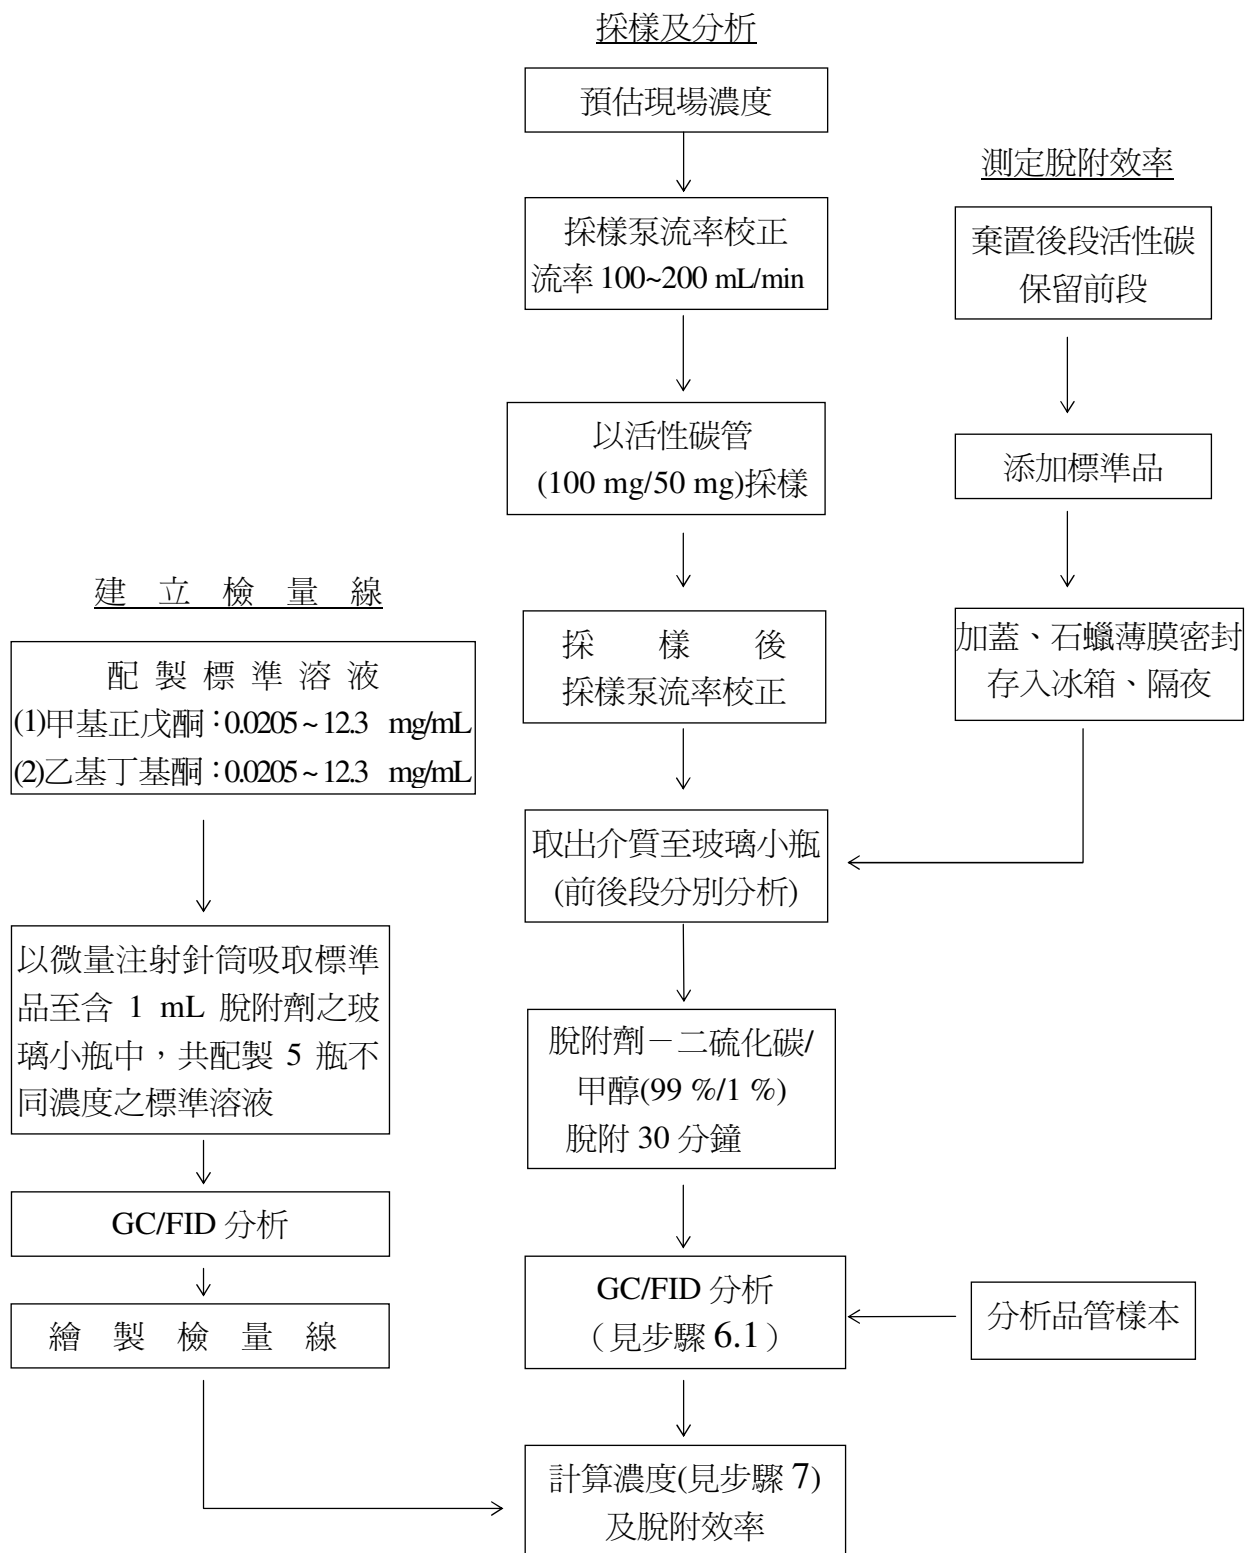 採樣及分析
預估現場濃度
採樣泵流率校正
流率 100~200 mL/min
以活性碳管
(100 mg/50 mg)採樣
採樣後
採樣泵流率校正
取出介質至玻璃小瓶
(前後段分別分析)
脫附劑－二硫化碳/
甲醇(99 %/1 %)
脫附 30 分鐘
GC/FID 分析
（見步驟 6.1）
計算濃度(見步驟 7)
及脫附效率
測定脫附效率
棄置後段活性碳
保留前段
添加標準品
加蓋、石蠟薄膜密封
存入冰箱、隔夜
分析品管樣本
建立檢量線
配製標準溶液
(1)甲基正戊酮：0.0205~12.3 mg/mL
(2)乙基丁基酮：0.0205~12.3 mg/mL
以微量注射針筒吸取標準
品至含 1 mL 脫附劑之玻
璃小瓶中，共配製 5 瓶不
同濃度之標準溶液
GC/FID 分析
繪製檢量線